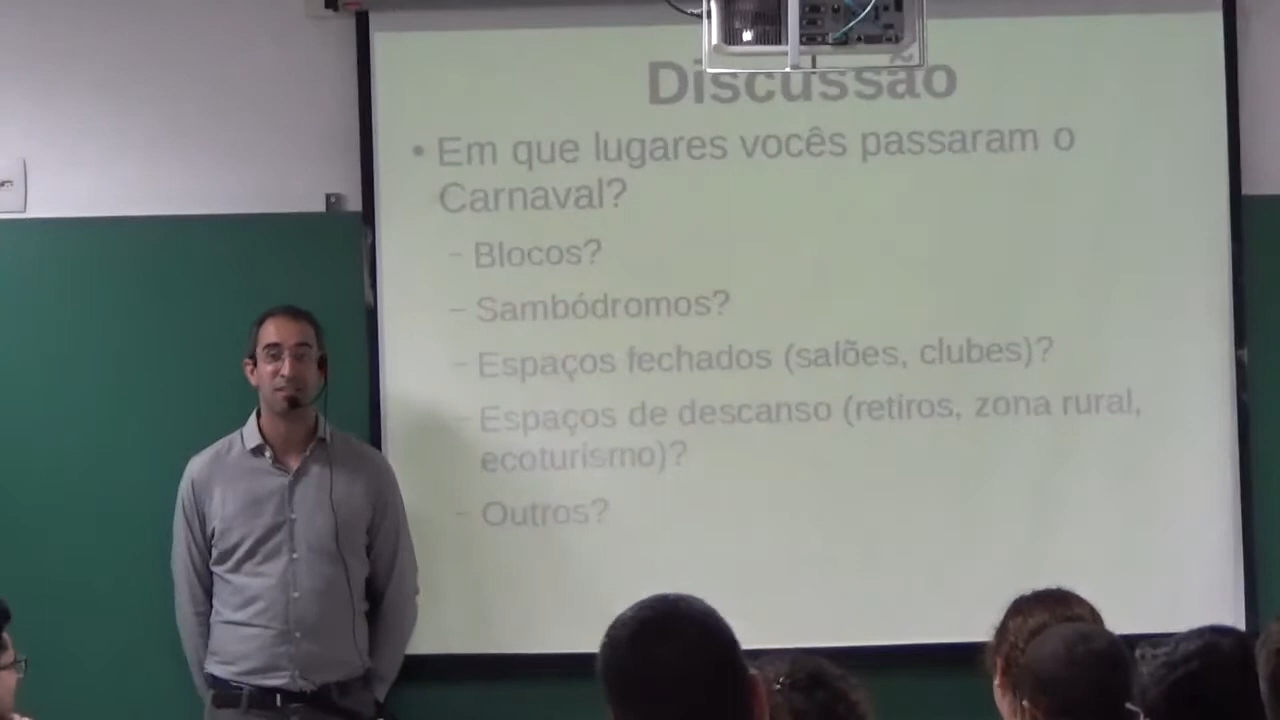 Discussão
• Em que lugares vocês passaram o
Carnaval?
– Blocos?
– Sambódromos?
– Espaços fechados (salões, clubes)?
– Espaços de descanso (retiros, zona rural,
ecoturismo)?
– Outros?